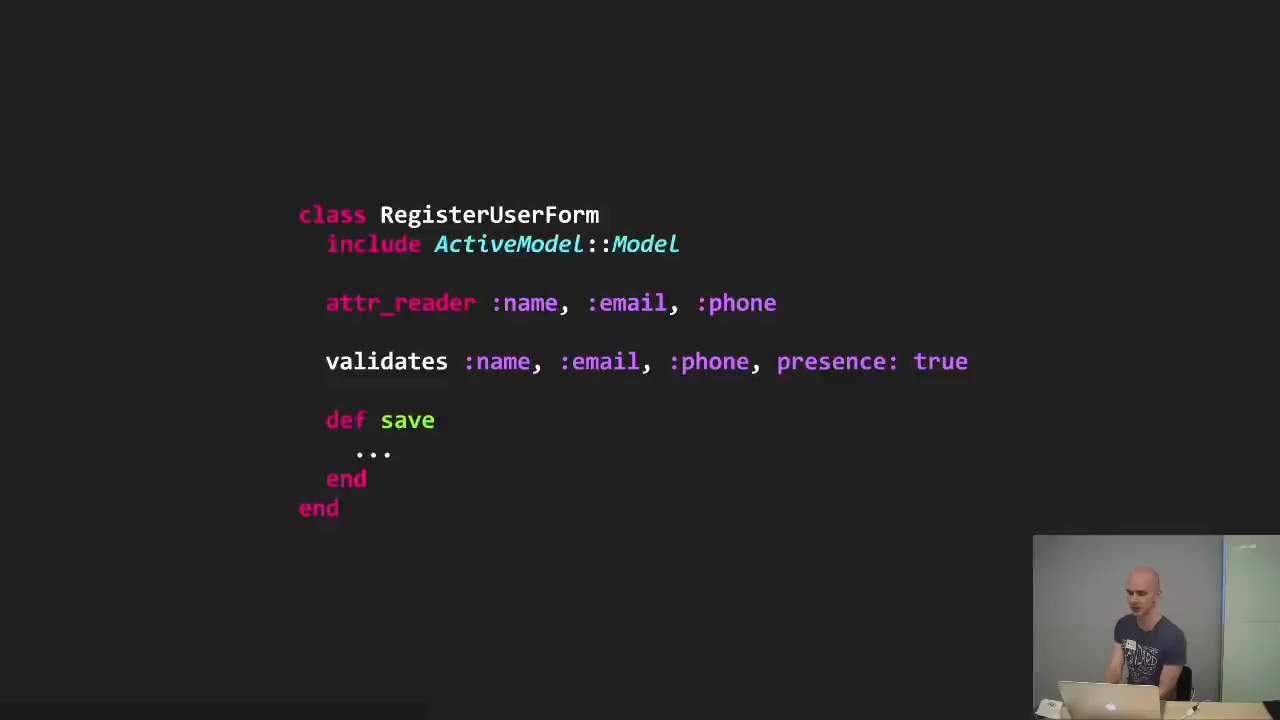 class RegisterUserForm
include ActiveModel::Model
attr_reader :name, :email, :phone
validates :name, :email, :phone, presence: true
def save
...
end
end